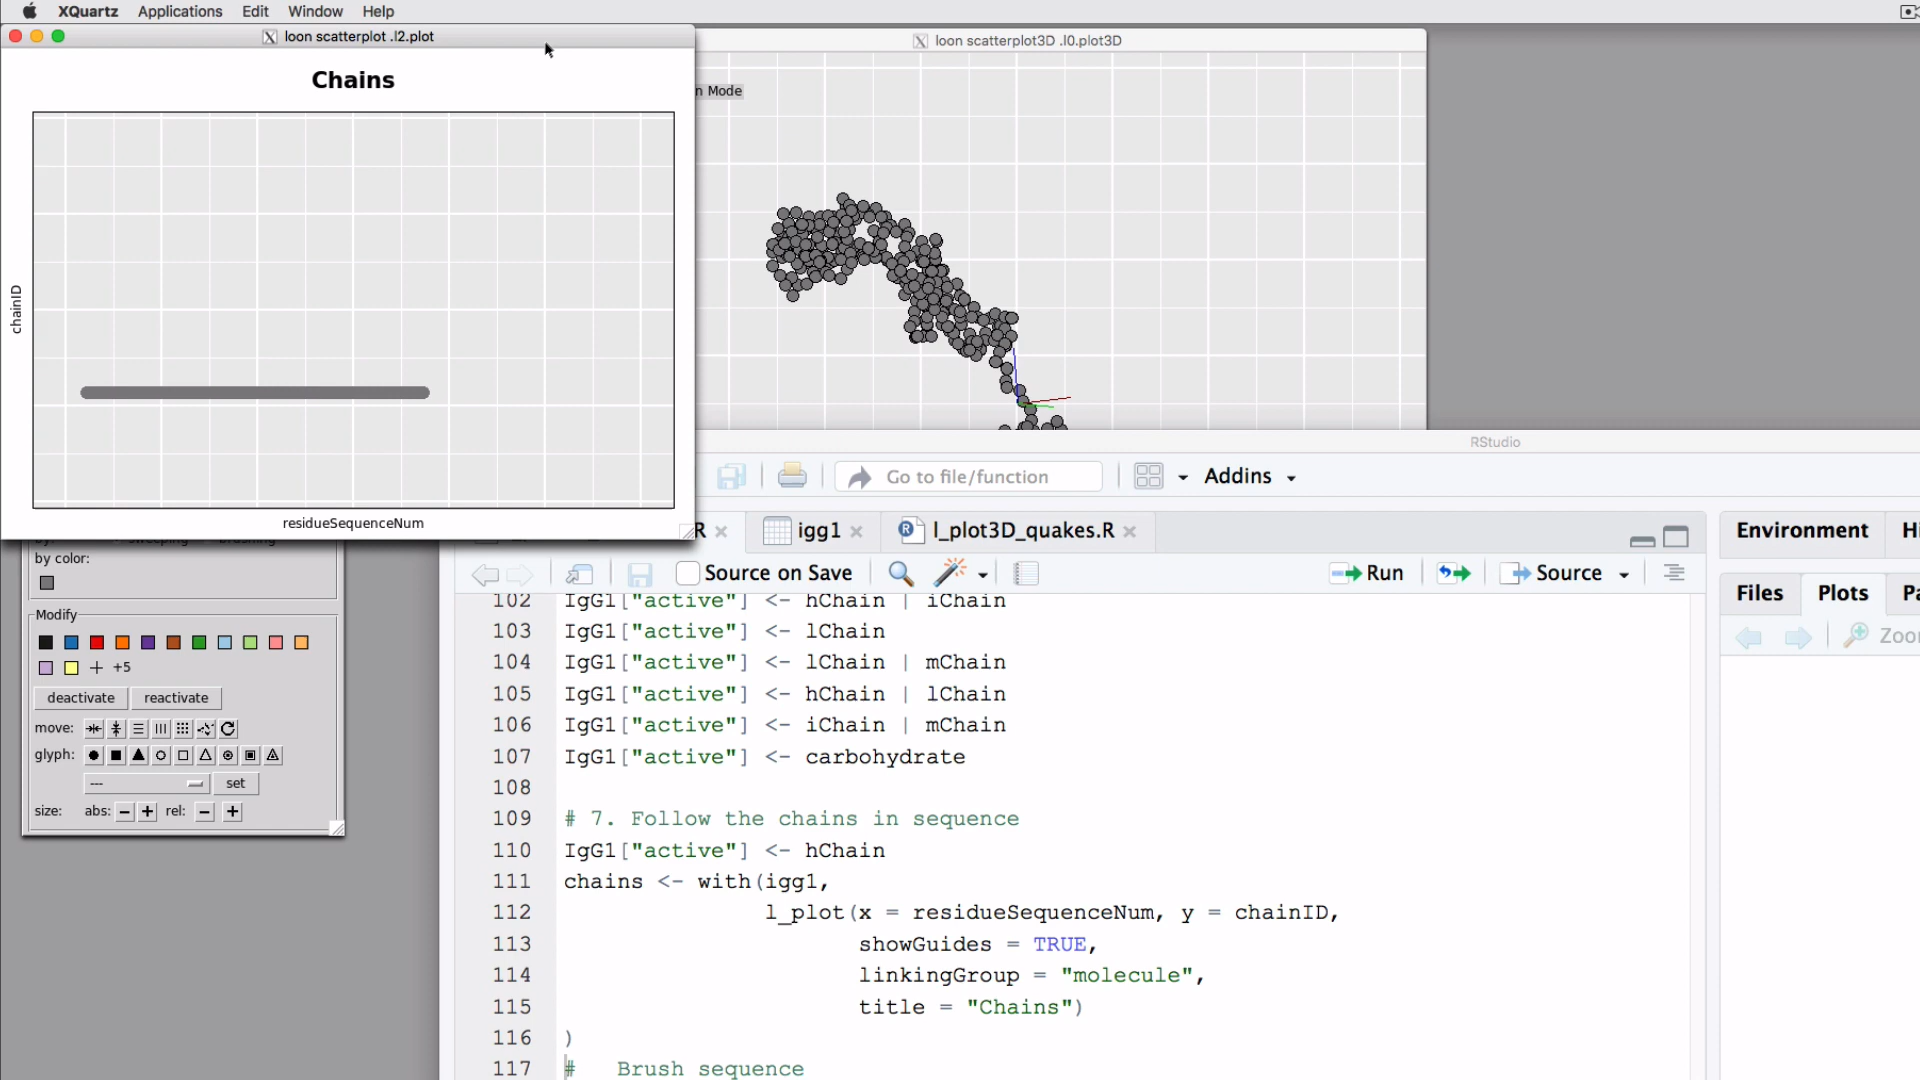 XQuartz Applications Edit Window Help
loon scatterplot .l2.plot
loon scatterplot3D .l0.plot3D
Chains
n Mode
chainID
residueSequenceNum
RStudio
Go to file/function
Addins
R
igg1
l_plot3D_quakes.R
Environment
Source on Save
Run
Source
Files
Plots
Pa
by color:
Modify
+5
deactivate
reactivate
move:
glyph:
---
set
size:
abs:
rel:
102 IgG1["active"] <- hChain | iChain
103 IgG1["active"] <- lChain
104 IgG1["active"] <- lChain | mChain
105 IgG1["active"] <- hChain | lChain
106 IgG1["active"] <- iChain | mChain
107 IgG1["active"] <- carbohydrate
108
109 # 7. Follow the chains in sequence
110 IgG1["active"] <- hChain
111 chains <- with(igg1,
112 l_plot(x = residueSequenceNum, y = chainID,
113 showGuides = TRUE,
114 linkingGroup = "molecule",
115 title = "Chains")
116 )
117 # Brush sequence